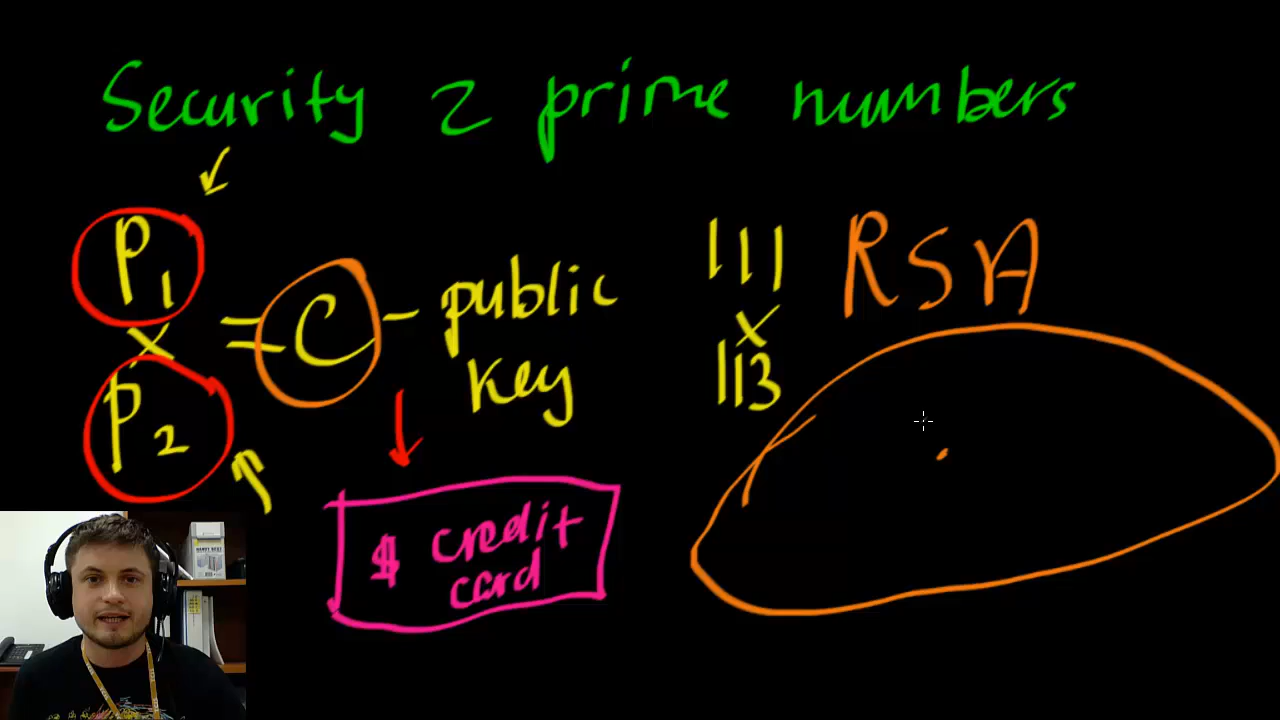 Security 2 prime numbers
P1
x
P2
= C - public
key
$ credit
card
111
x
113
RSA